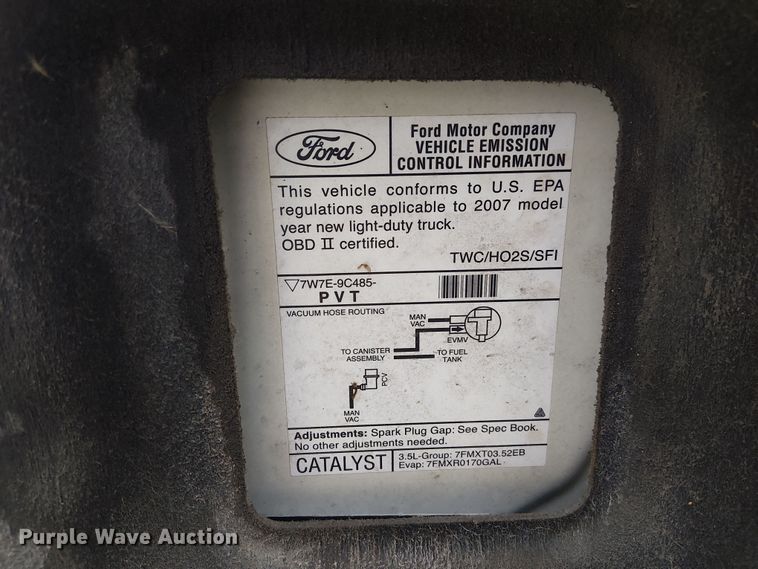 Ford
Ford Motor Company
VEHICLE EMISSION
CONTROL INFORMATION
This vehicle conforms to U.S. EPA
regulations applicable to 2007 model
year new light-duty truck.
OBD II certified.
TWC/HO2S/SFI
7W7E-9C485-
PVT
VACUUM HOSE ROUTING
MAN
VAC
EVMV
TO CANISTER
ASSEMBLY
TO FUEL
TANK
PCV
MAN
VAC
Adjustments: Spark Plug Gap: See Spec Book.
No other adjustments needed.
CATALYST
3.5L-Group: 7FMXT03.52EB
Evap: 7FMXR0170GAL
Purple Wave Auction